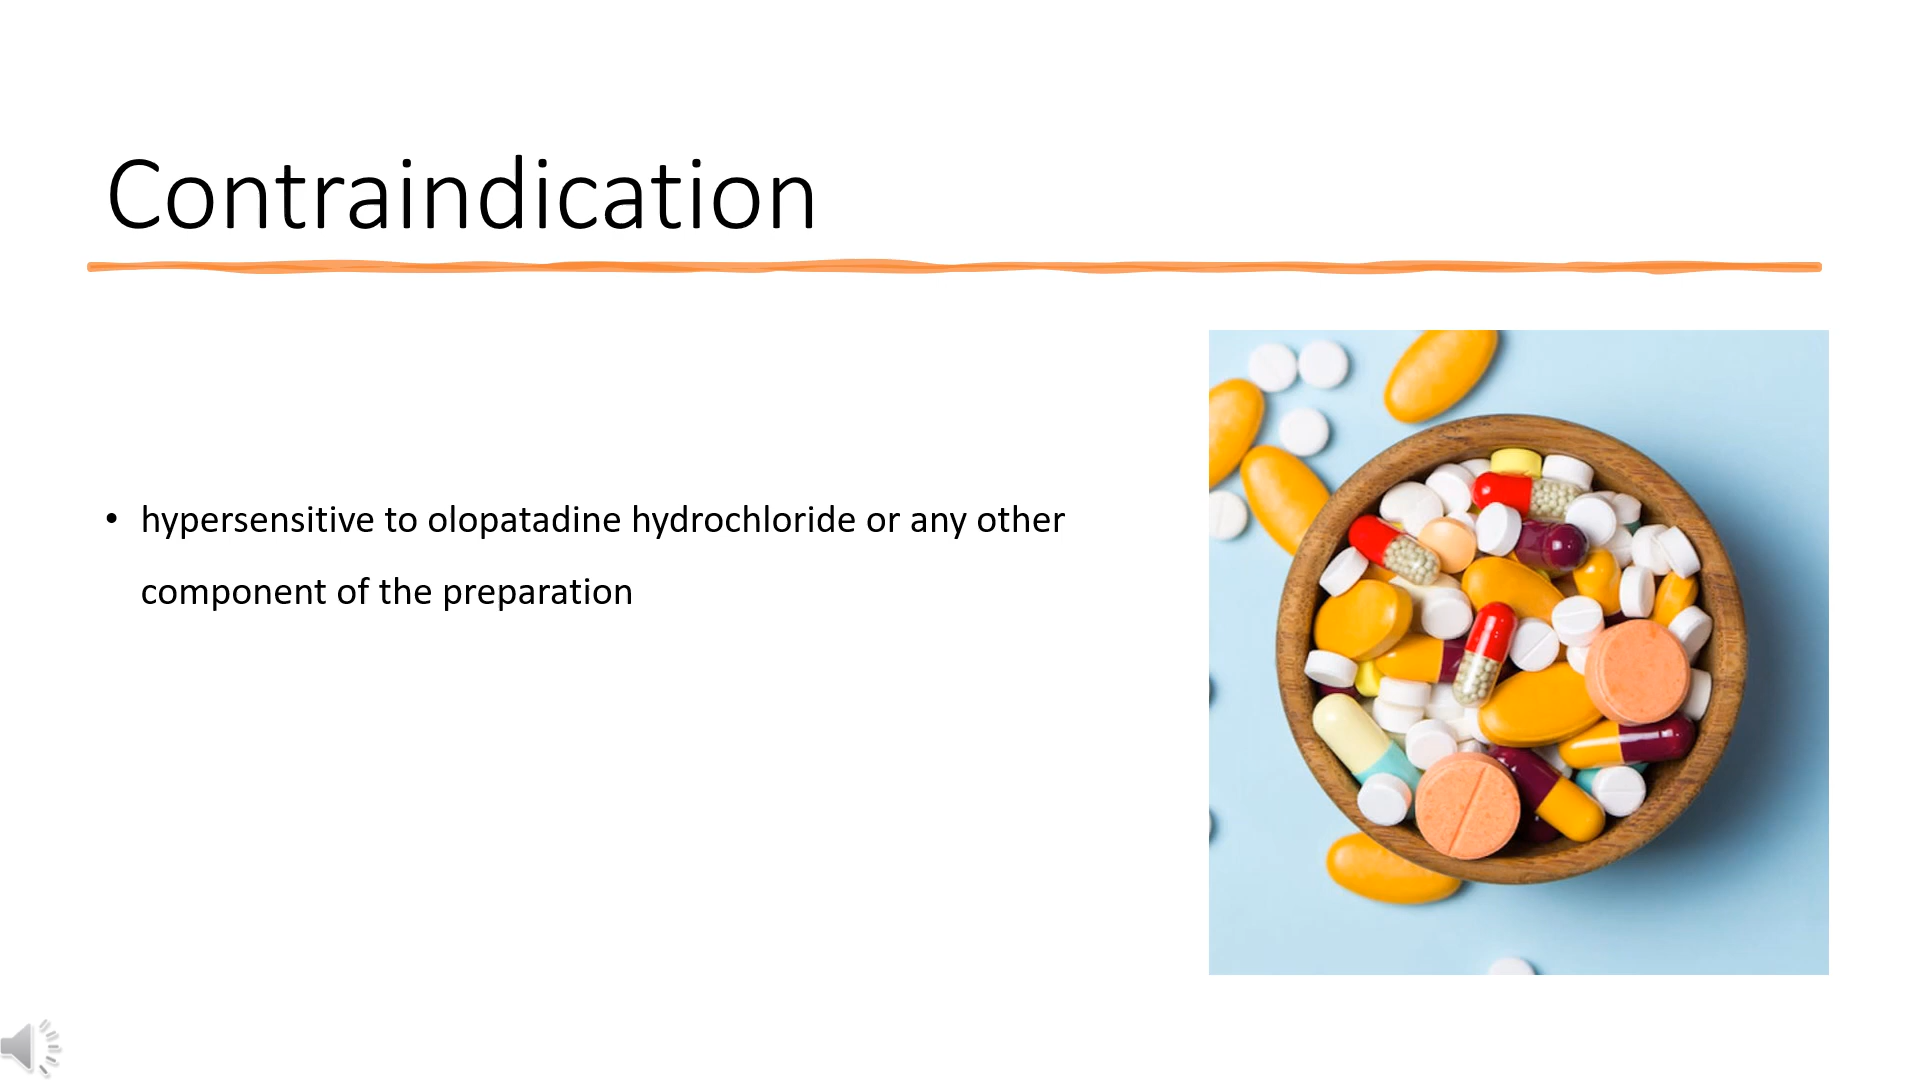 Contraindication
• hypersensitive to olopatadine hydrochloride or any other
component of the preparation